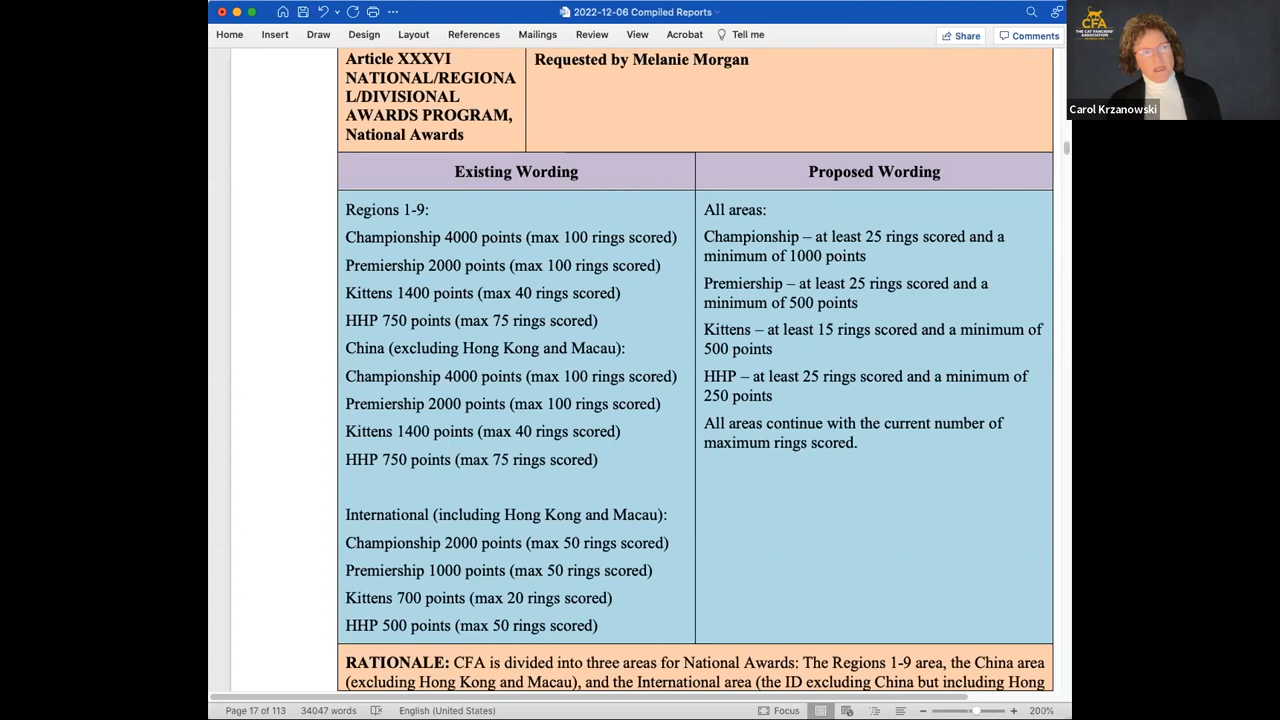 2022-12-06 Compiled Reports
Home Insert Draw Design Layout References Mailings Review View Acrobat Tell me Share Comments
CFA
THE CAT FANCIERS'
ASSOCIATION
Carol Krzanowski
Article XXXVI
NATIONAL/REGIONA
L/DIVISIONAL
AWARDS PROGRAM,
National Awards
Requested by Melanie Morgan
Existing Wording
Proposed Wording
Regions 1-9:
Championship 4000 points (max 100 rings scored)
Premiership 2000 points (max 100 rings scored)
Kittens 1400 points (max 40 rings scored)
HHP 750 points (max 75 rings scored)
China (excluding Hong Kong and Macau):
Championship 4000 points (max 100 rings scored)
Premiership 2000 points (max 100 rings scored)
Kittens 1400 points (max 40 rings scored)
HHP 750 points (max 75 rings scored)
International (including Hong Kong and Macau):
Championship 2000 points (max 50 rings scored)
Premiership 1000 points (max 50 rings scored)
Kittens 700 points (max 20 rings scored)
HHP 500 points (max 50 rings scored)
All areas:
Championship – at least 25 rings scored and a
minimum of 1000 points
Premiership – at least 25 rings scored and a
minimum of 500 points
Kittens – at least 15 rings scored and a minimum of
500 points
HHP – at least 25 rings scored and a minimum of
250 points
All areas continue with the current number of
maximum rings scored.
RATIONALE: CFA is divided into three areas for National Awards: The Regions 1-9 area, the China area
(excluding Hong Kong and Macau), and the International area (the ID excluding China but including Hong
Page 17 of 113 34047 words English (United States) Focus 200%